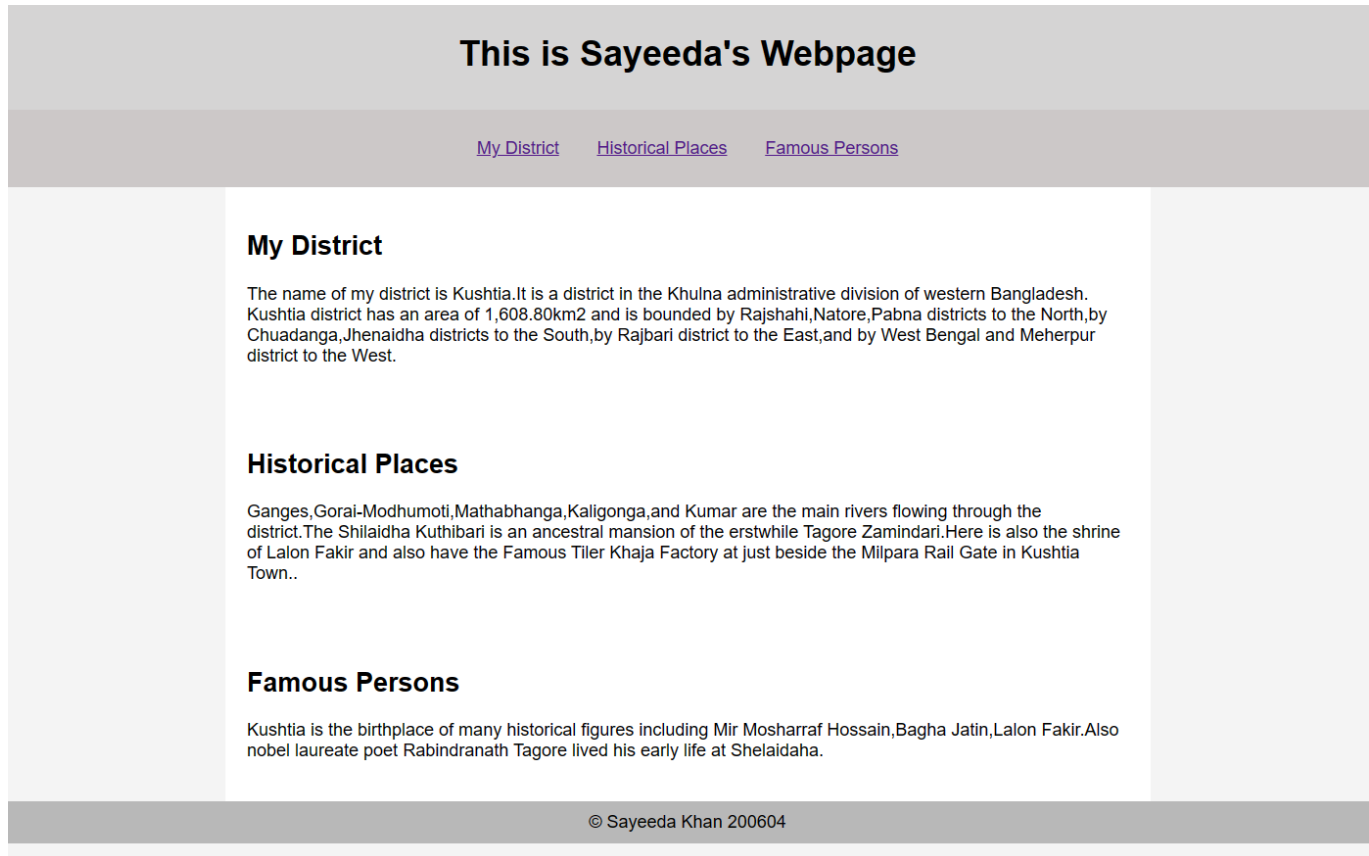 This is Sayeeda's Webpage
My District Historical Places Famous Persons
My District
The name of my district is Kushtia.It is a district in the Khulna administrative division of western Bangladesh.
Kushtia district has an area of 1,608.80km2 and is bounded by Rajshahi,Natore,Pabna districts to the North,by
Chuadanga,Jhenaidha districts to the South,by Rajbari district to the East,and by West Bengal and Meherpur
district to the West.
Historical Places
Ganges,Gorai-Modhumoti,Mathabhanga,Kaligonga,and Kumar are the main rivers flowing through the
district.The Shilaidha Kuthibari is an ancestral mansion of the erstwhile Tagore Zamindari.Here is also the shrine
of Lalon Fakir and also have the Famous Tiler Khaja Factory at just beside the Milpara Rail Gate in Kushtia
Town..
Famous Persons
Kushtia is the birthplace of many historical figures including Mir Mosharraf Hossain,Bagha Jatin,Lalon Fakir.Also
nobel laureate poet Rabindranath Tagore lived his early life at Shelaidaha.
© Sayeeda Khan 200604